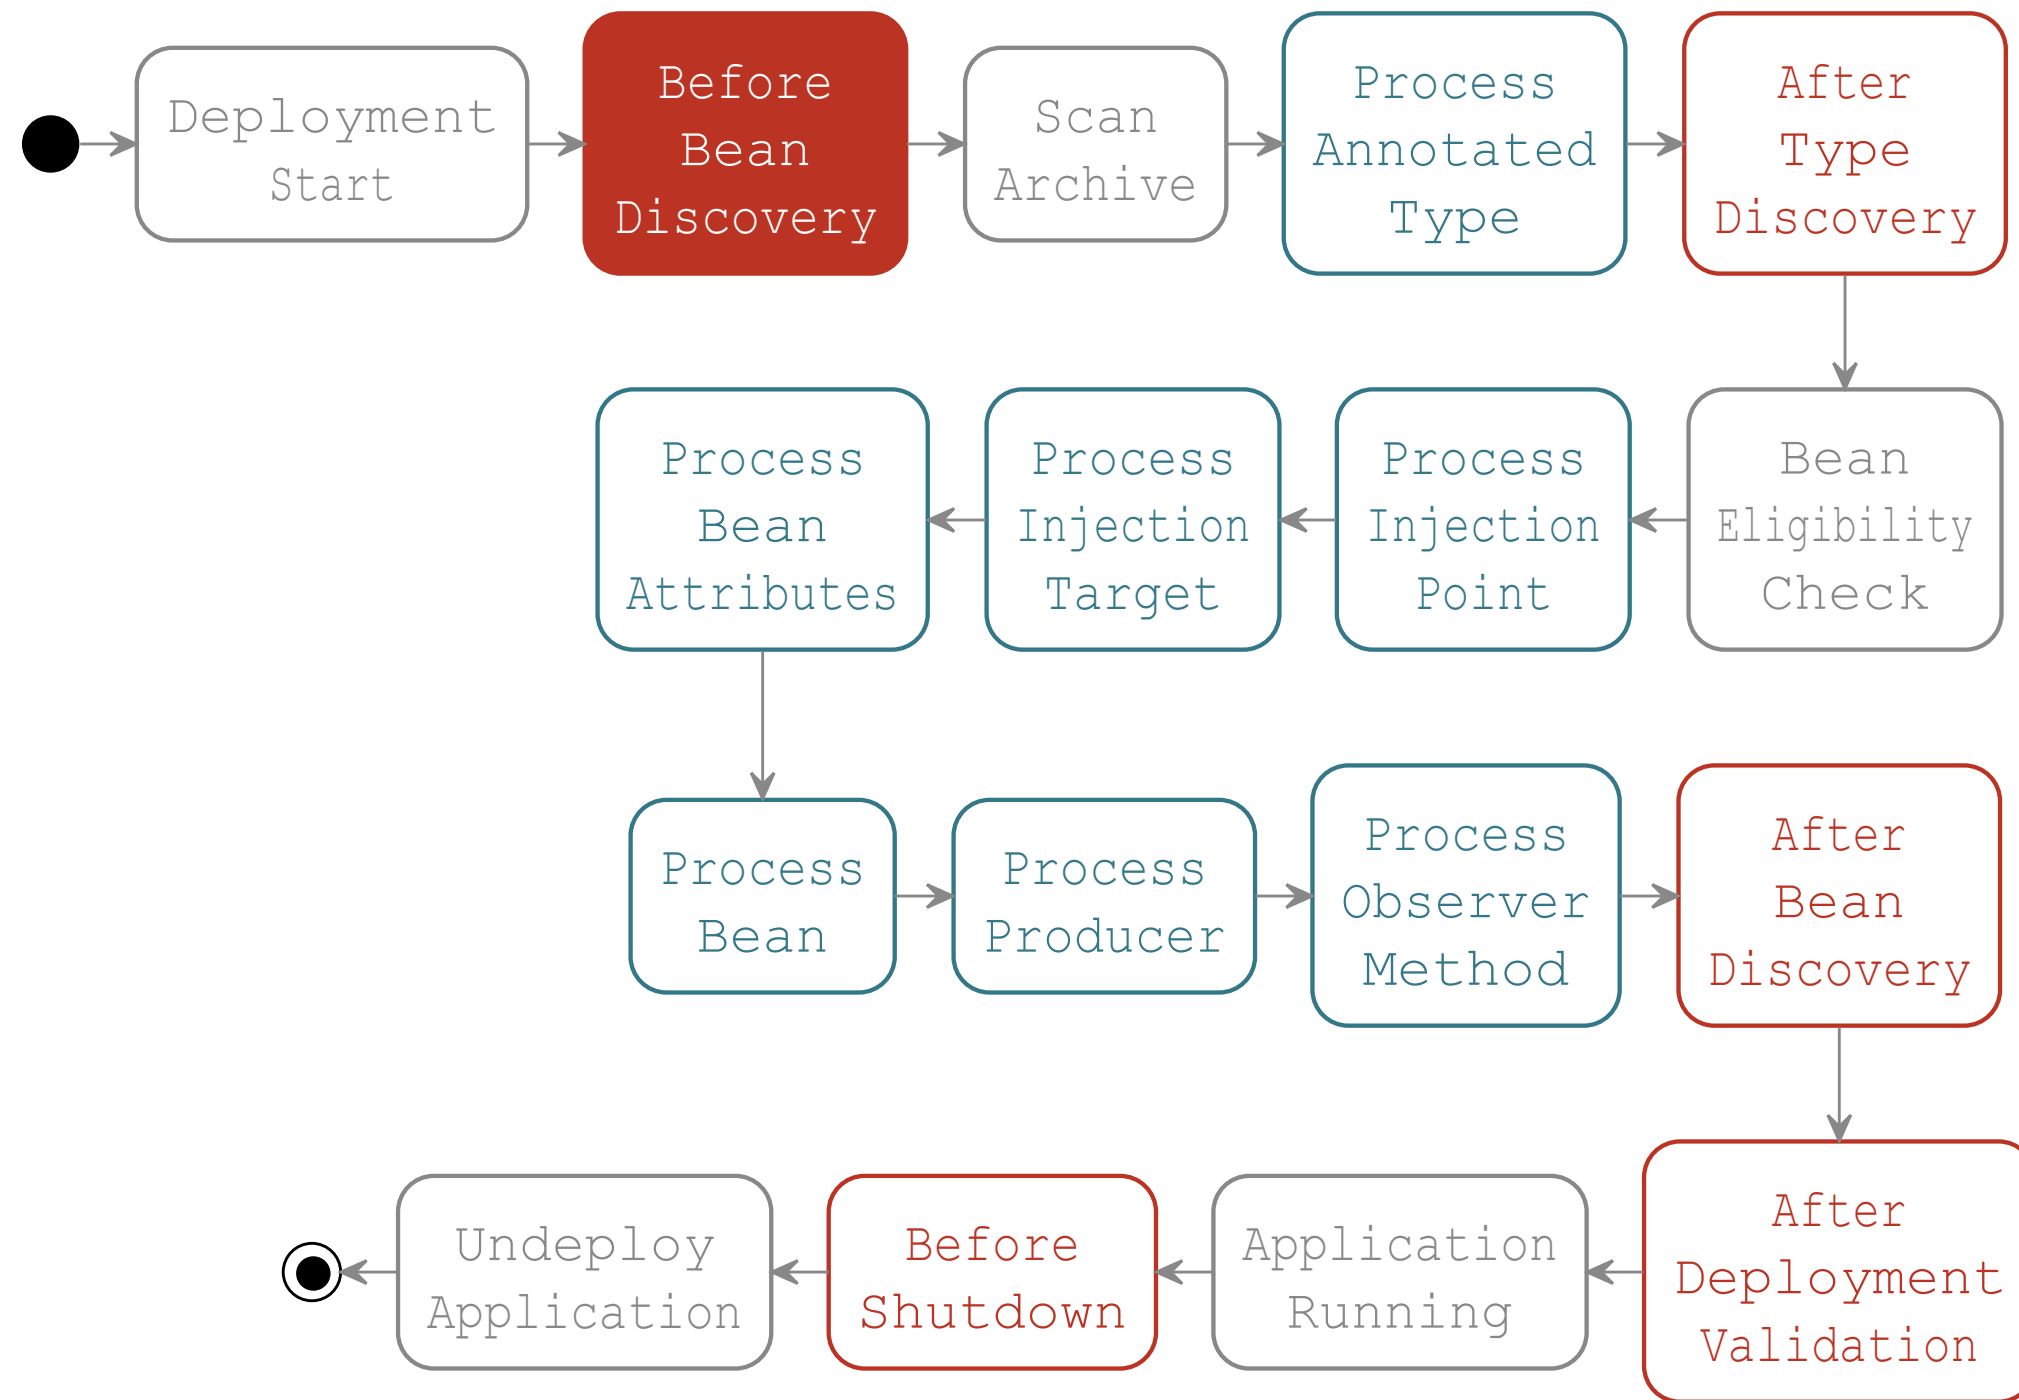 Deployment
Start
Before
Bean
Discovery
Scan
Archive
Process
Annotated
Type
After
Type
Discovery
Process
Bean
Attributes
Process
Injection
Target
Process
Injection
Point
Bean
Eligibility
Check
Process
Bean
Process
Producer
Process
Observer
Method
After
Bean
Discovery
Undeploy
Application
Before
Shutdown
Application
Running
After
Deployment
Validation